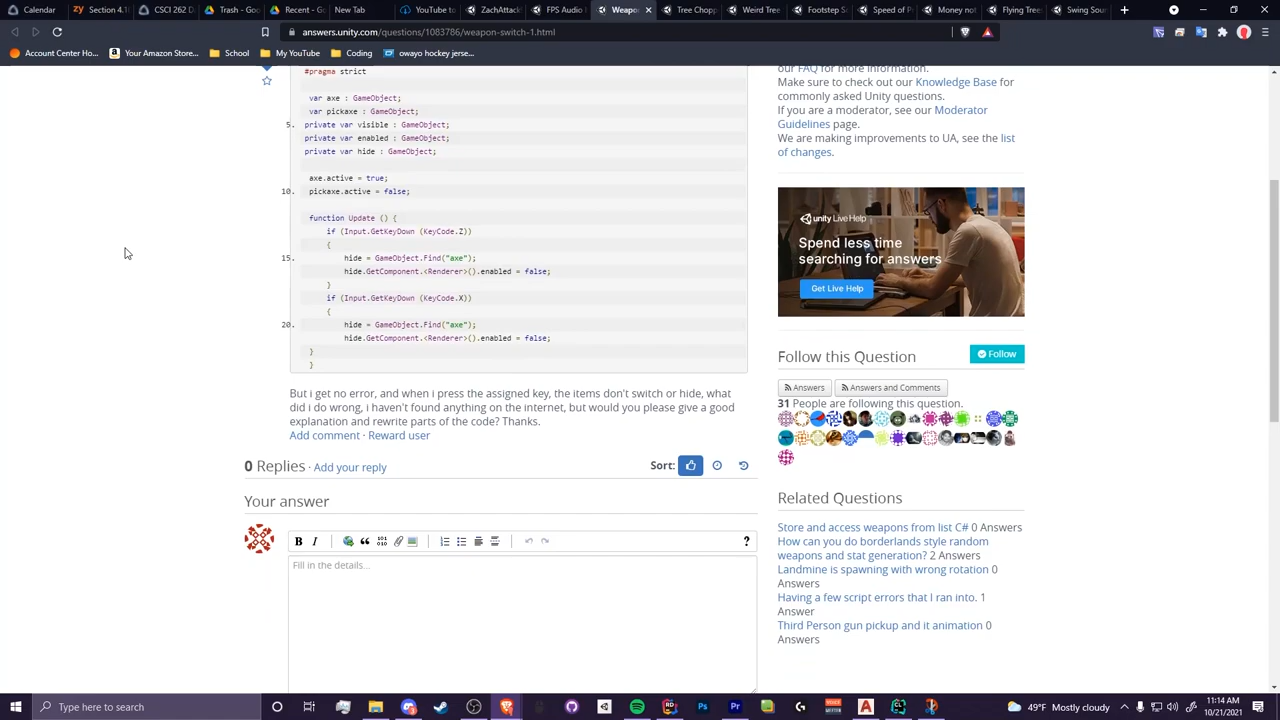 Calendar
Section 4.1
CSCI 262 D
Trash - Goo
Recent - Go
New Tab
YouTube to
ZachAttack
FPS Audio
Weapon
Tree Chopp
Weird Tree
Footstep S
Speed of P
Money not
Flying Tree
Swing Sou
answers.unity.com/questions/1083786/weapon-switch-1.html
Account Center Ho...
Your Amazon Store...
School
My YouTube
Coding
owayo hockey jerse...
#pragma strict
var axe : GameObject;
var pickaxe : GameObject;
5. private var visible : GameObject;
private var enabled : GameObject;
private var hide : GameObject;
axe.active = true;
10. pickaxe.active = false;
function Update () {
if (Input.GetKeyDown (KeyCode.Z))
{
15. hide = GameObject.Find("axe");
hide.GetComponent.<Renderer>().enabled = false;
}
if (Input.GetKeyDown (KeyCode.X))
{
20. hide = GameObject.Find("axe");
hide.GetComponent.<Renderer>().enabled = false;
}
}
But i get no error, and when i press the assigned key, the items don't switch or hide, what
did i do wrong, i haven't found anything on the internet, but would you please give a good
explanation and rewrite parts of the code? Thanks.
Add comment · Reward user
0 Replies · Add your reply
Sort:
Your answer
B I
?
Fill in the details...
our FAQ for more information.
Make sure to check out our Knowledge Base for
commonly asked Unity questions.
If you are a moderator, see our Moderator
Guidelines page.
We are making improvements to UA, see the list
of changes.
unity Live Help
Spend less time
searching for answers
Get Live Help
Follow this Question
Follow
Answers
Answers and Comments
31 People are following this question.
Related Questions
Store and access weapons from list C# 0 Answers
How can you do borderlands style random
weapons and stat generation? 2 Answers
Landmine is spawning with wrong rotation 0
Answers
Having a few script errors that I ran into. 1
Answer
Third Person gun pickup and it animation 0
Answers
Type here to search
49°F Mostly cloudy
11:14 AM
10/21/2021